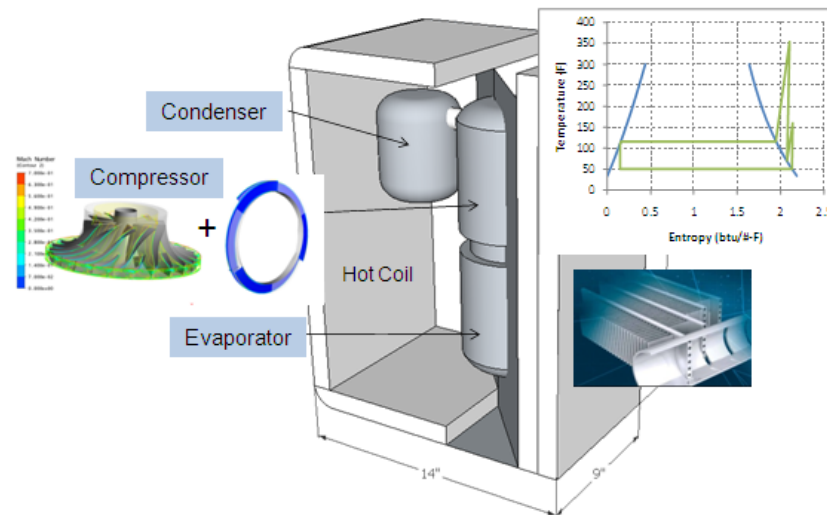 Condenser
Compressor
+
Hot Coil
Evaporator
Mach Number
14"
9"
Temperature (F)
400
350
300
250
200
150
100
50
0
0
0.5
1
1.5
2
2.5
Entropy (btu/#-F)